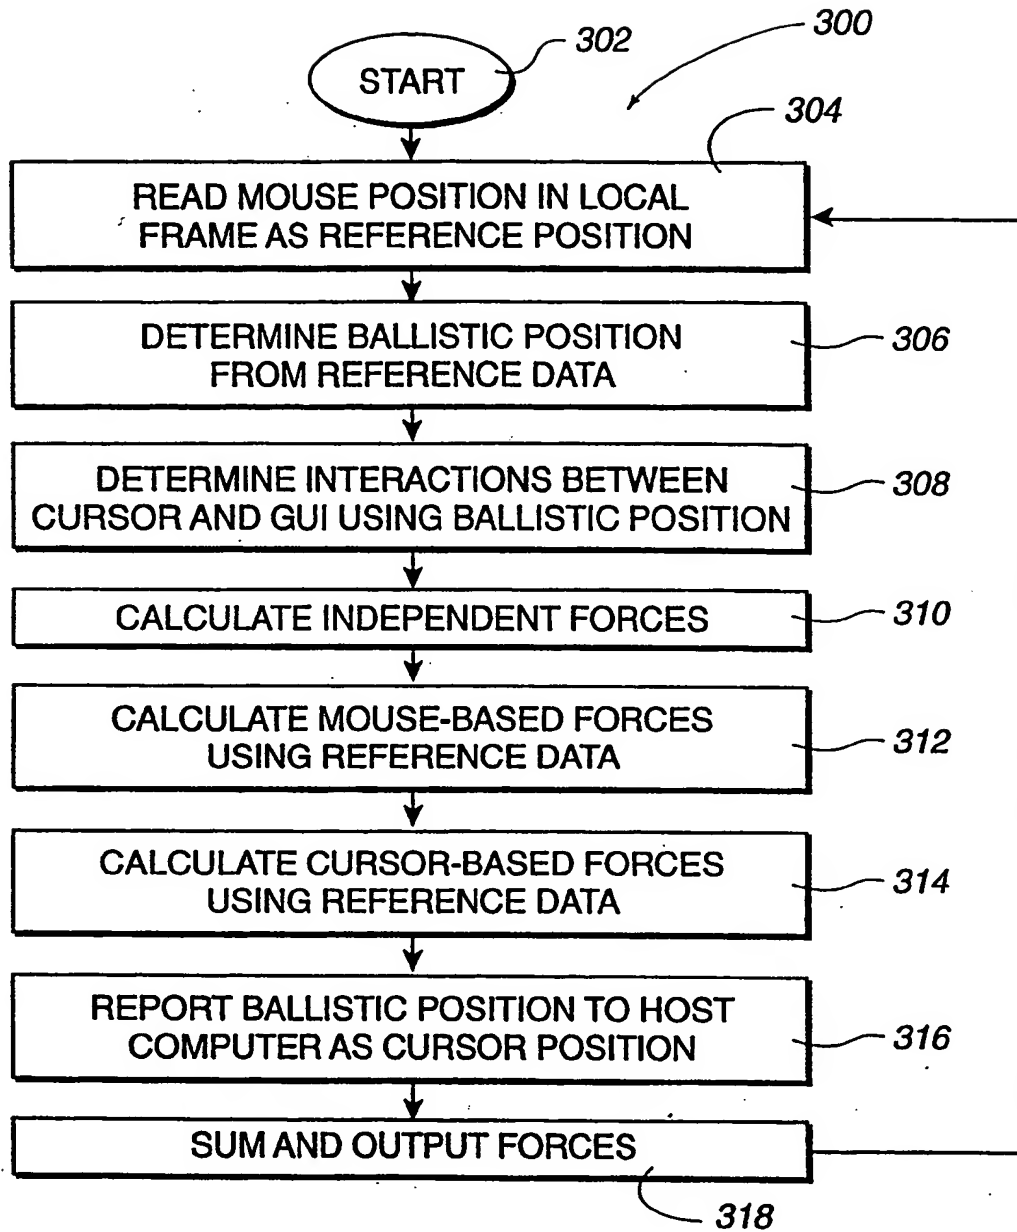 300
302
START
304
READ MOUSE POSITION IN LOCAL
FRAME AS REFERENCE POSITION
DETERMINE BALLISTIC POSITION
FROM REFERENCE DATA
306
DETERMINE INTERACTIONS BETWEEN
CURSOR AND GUI USING BALLISTIC POSITION
308
CALCULATE INDEPENDENT FORCES
310
CALCULATE MOUSE-BASED FORCES
USING REFERENCE DATA
312
CALCULATE CURSOR-BASED FORCES
USING REFERENCE DATA
314
REPORT BALLISTIC POSITION TO HOST
COMPUTER AS CURSOR POSITION
316
SUM AND OUTPUT FORCES
318